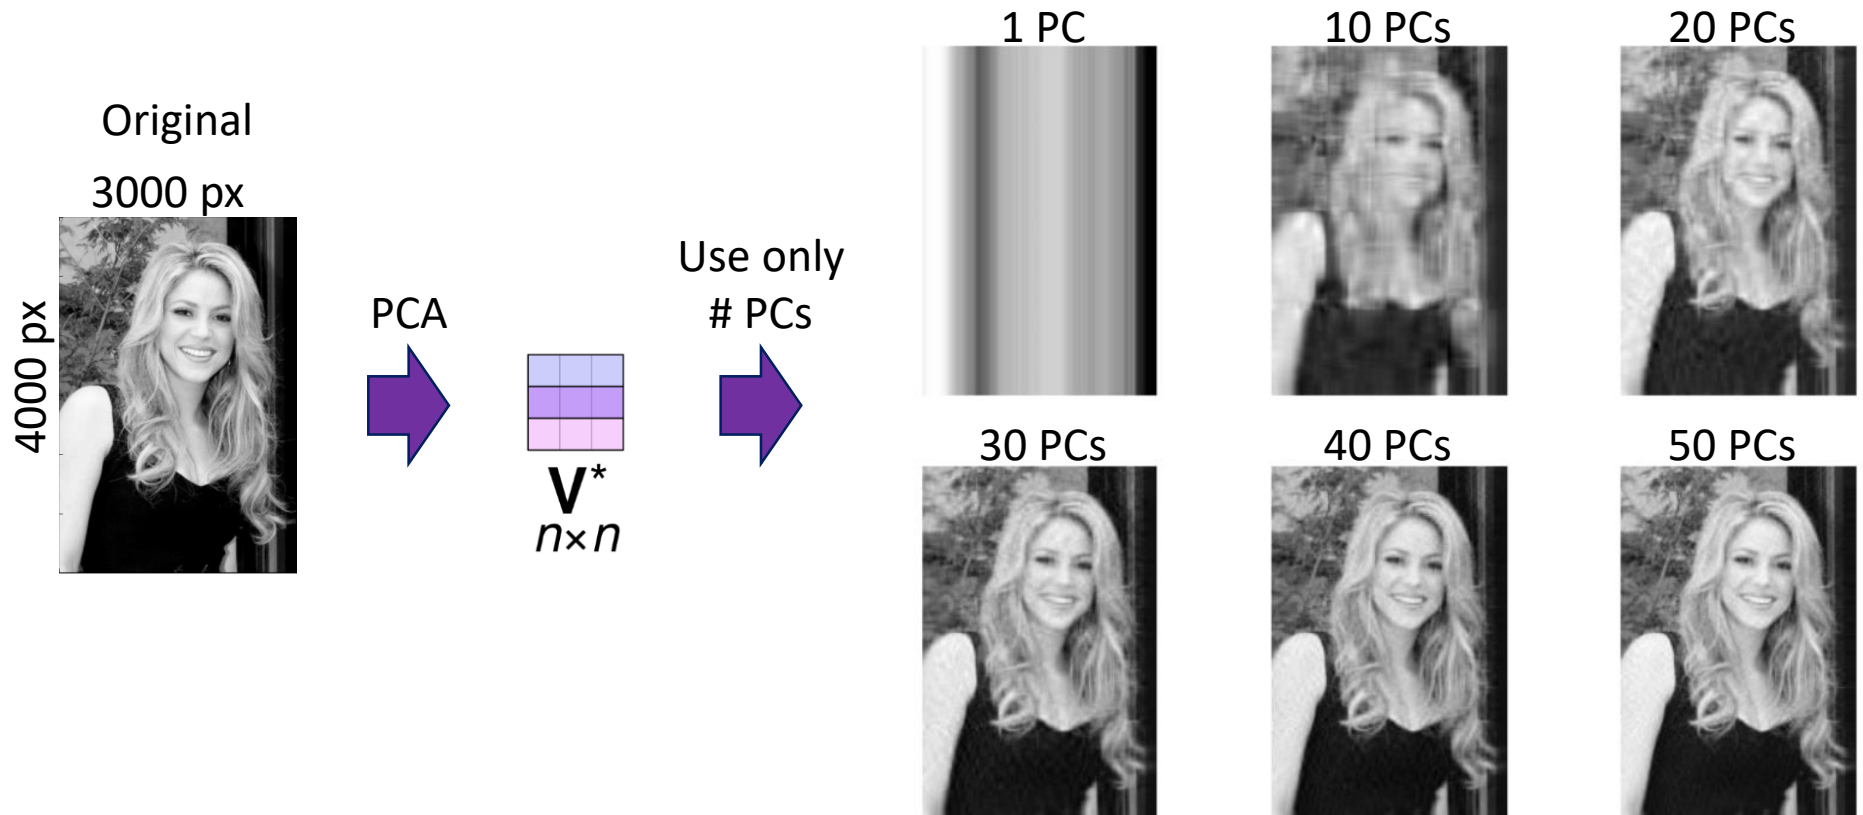 Original
3000 px
4000 px
PCA
V*
n×n
Use only
# PCs
1 PC
10 PCs
20 PCs
30 PCs
40 PCs
50 PCs